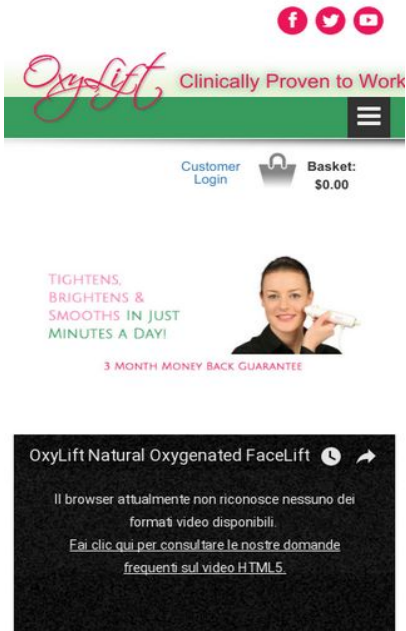 OxyLift Clinically Proven to Work
Customer
Login
Basket:
$0.00
Tightens,
Brightens &
Smooths in Just
Minutes a Day!
3 Month Money Back Guarantee
OxyLift Natural Oxygenated FaceLift
Il browser attualmente non riconosce nessuno dei
formati video disponibili.
Fai clic qui per consultare le nostre domande
frequenti sul video HTML5.